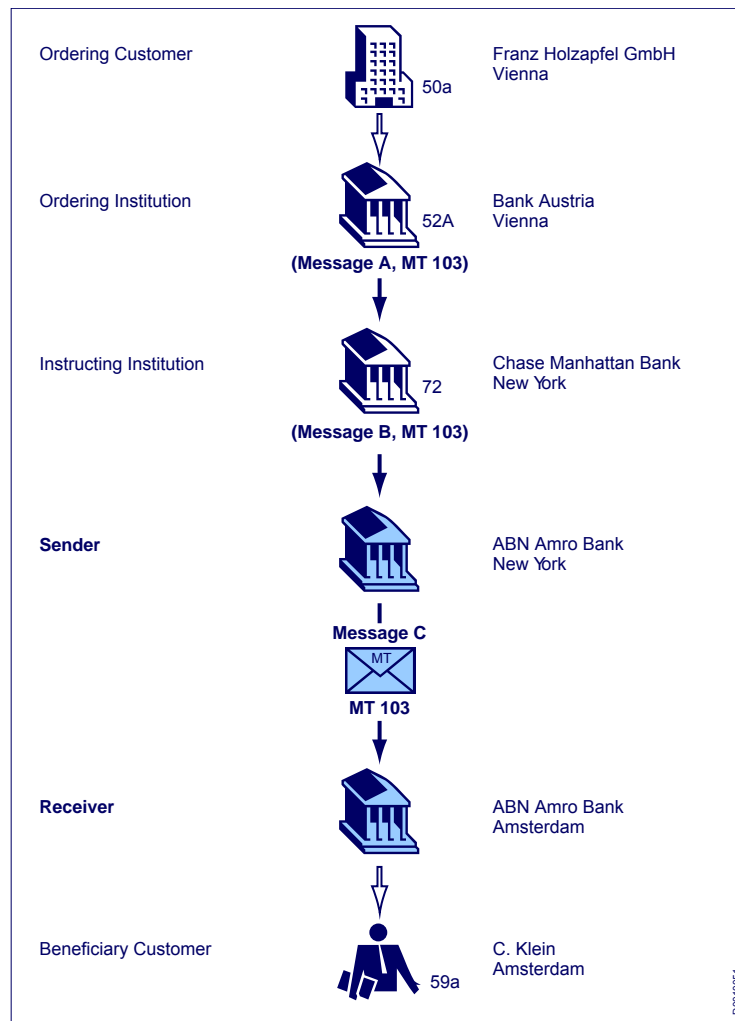 Ordering Customer
50a
Franz Holzapfel GmbH
Vienna
Ordering Institution
52A
Bank Austria
Vienna
(Message A, MT 103)
Instructing Institution
72
Chase Manhattan Bank
New York
(Message B, MT 103)
Sender
ABN Amro Bank
New York
Message C
MT
MT 103
Receiver
ABN Amro Bank
Amsterdam
Beneficiary Customer
59a
C. Klein
Amsterdam